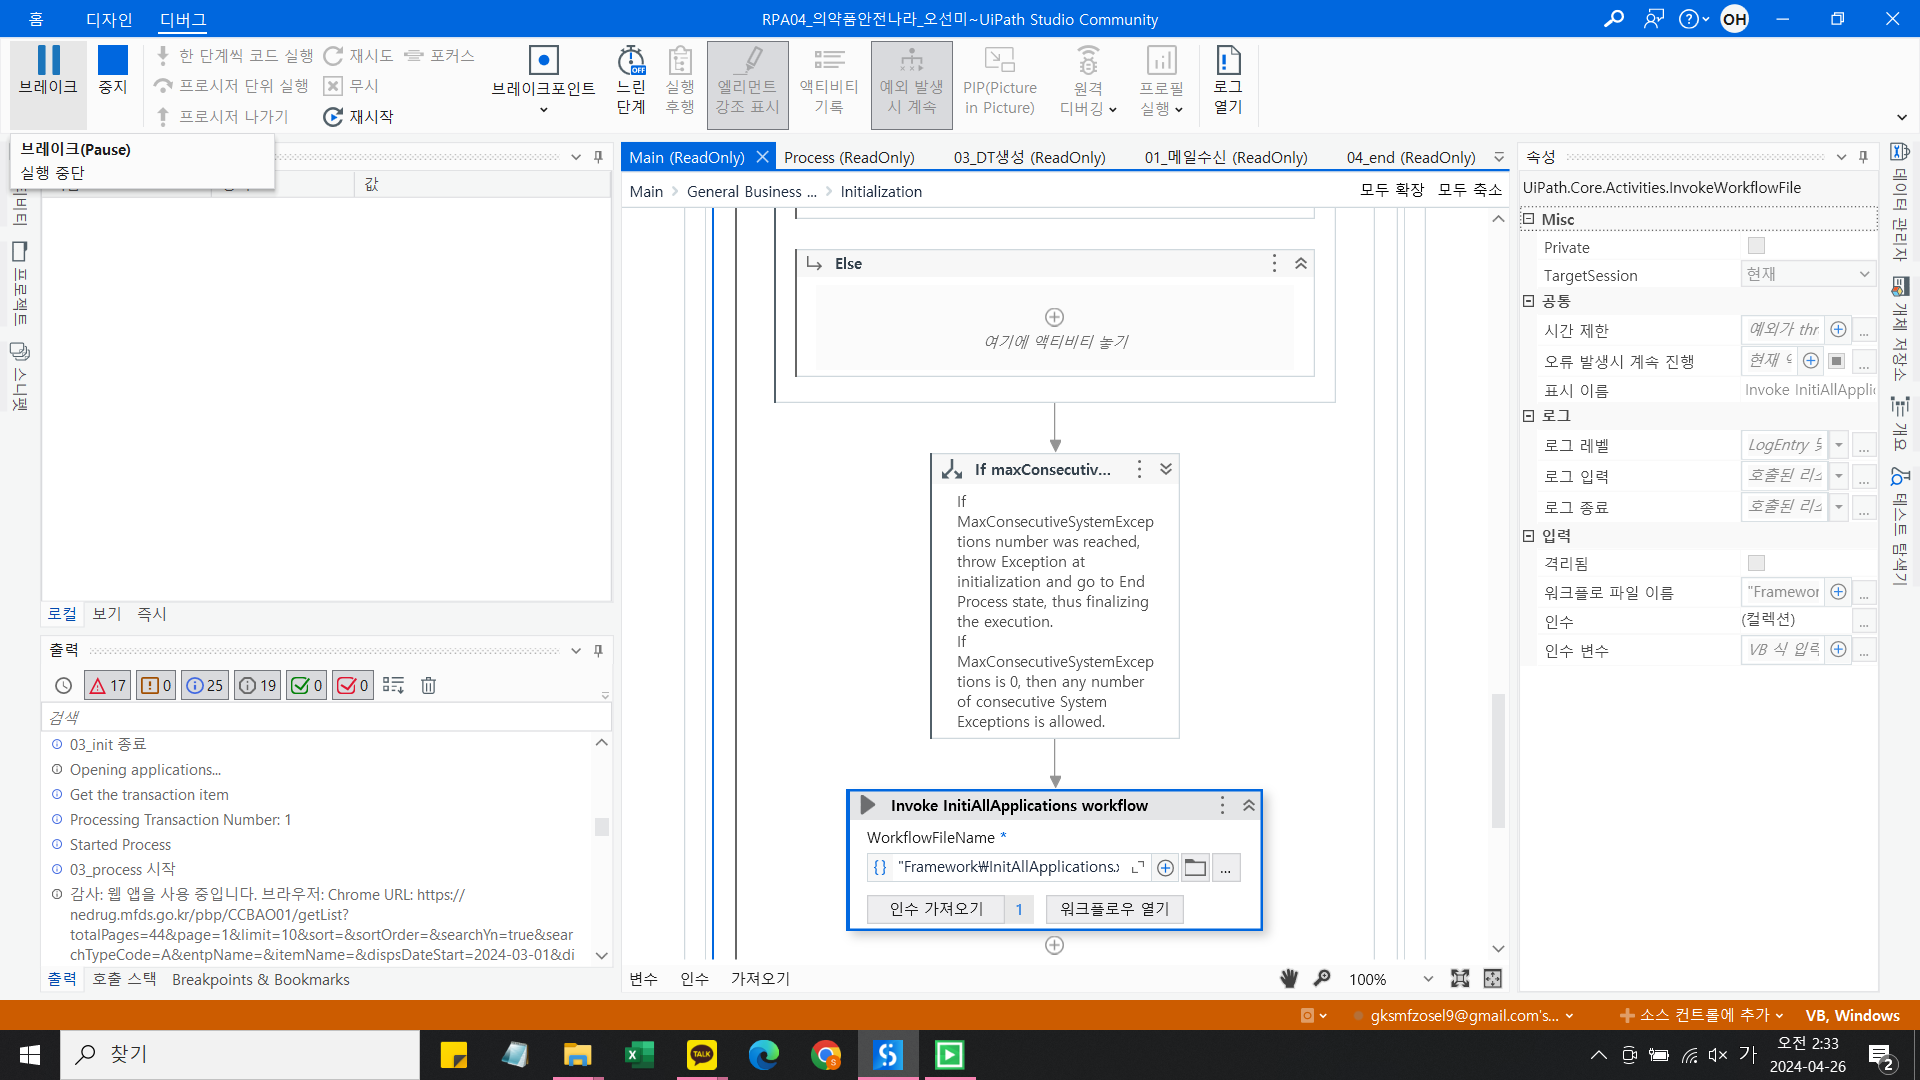 홈 디자인 디버그
RPA04_의약품안전나라_오선미~UiPath Studio Community
OH
브레이크
중지
한 단계씩 코드 실행
프로시저 단위 실행
프로시저 나가기
재시도
무시
재시작
포커스
브레이크포인트
느린
단계
실행
후행
엘리먼트
강조 표시
액티비티
기록
예외 발생
시 계속
PIP(Picture
in Picture)
원격
디버깅
프로필
실행
로그
열기
브레이크(Pause)
실행 중단
값
프로젝트
스니펫
로컬 보기 즉시
출력
17 0 25 19 0 0
검색
03_init 종료
Opening applications...
Get the transaction item
Processing Transaction Number: 1
Started Process
03_process 시작
감사: 웹 앱을 사용 중입니다. 브라우저: Chrome URL: https://
nedrug.mfds.go.kr/pbp/CCBAO01/getList?
totalPages=44&page=1&limit=10&sort=&sortOrder=&searchYn=true&sear
chTypeCode=A&entpName=&itemName=&dispsDateStart=2024-03-01&di
출력 호출 스택 Breakpoints & Bookmarks
Main (ReadOnly) Process (ReadOnly) 03_DT생성 (ReadOnly) 01_메일수신 (ReadOnly) 04_end (ReadOnly)
Main General Business ... Initialization
모두 확장 모두 축소
Else
여기에 액티비티 놓기
If maxConsecutiv...
If
MaxConsecutiveSystemExcep
tions number was reached,
throw Exception at
initialization and go to End
Process state, thus finalizing
the execution.
If
MaxConsecutiveSystemExcep
tions is 0, then any number
of consecutive System
Exceptions is allowed.
Invoke InitiAllApplications workflow
WorkflowFileName *
"Framework₩InitAllApplications.x
인수 가져오기 1 워크플로우 열기
변수 인수 가져오기
100%
속성
UiPath.Core.Activities.InvokeWorkflowFile
Misc
Private
TargetSession 현재
공통
시간 제한 예외가 thr
오류 발생시 계속 진행 현재
표시 이름 Invoke InitiAllApplic
로그
로그 레벨 LogEntry
로그 입력 호출된 리소
로그 종료 호출된 리소
입력
격리됨
워크플로 파일 이름 "Framewor
인수 (컬렉션)
인수 변수 VB 식 입력
데이터 관리자
개체 저장소
개요
테스트 탐색기
gksmfzosel9@gmail.com's...
소스 컨트롤에 추가
VB, Windows
찾기
TALK
가
오전 2:33
2024-04-26
2